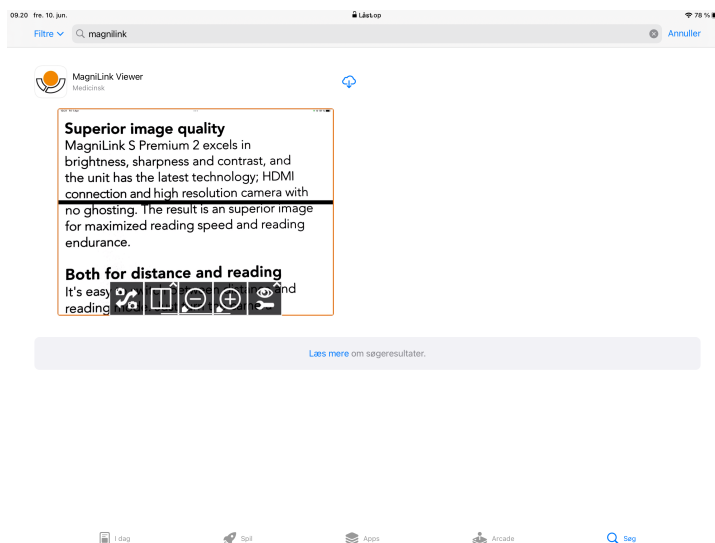 09.20 fre. 10. jun.
Låst op
78 %
Filtre
magnilink
Annuller
MagniLink Viewer
Medicinsk
Superior image quality
MagniLink S Premium 2 excels in
brightness, sharpness and contrast, and
the unit has the latest technology; HDMI
connection and high resolution camera with
no ghosting. The result is an superior image
for maximized reading speed and reading
endurance.
Both for distance and reading
It's easy and
reading
Læs mere om søgeresultater.
I dag
Spil
Apps
Arcade
Søg